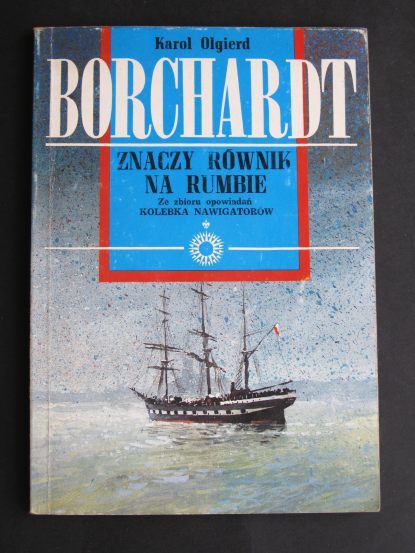 Karol Olgierd
BORCHARDT
ZNACZY RÓWNIK
NA RUMBIE
Ze zbioru opowiadań
KOLEBKA NAWIGATORÓW